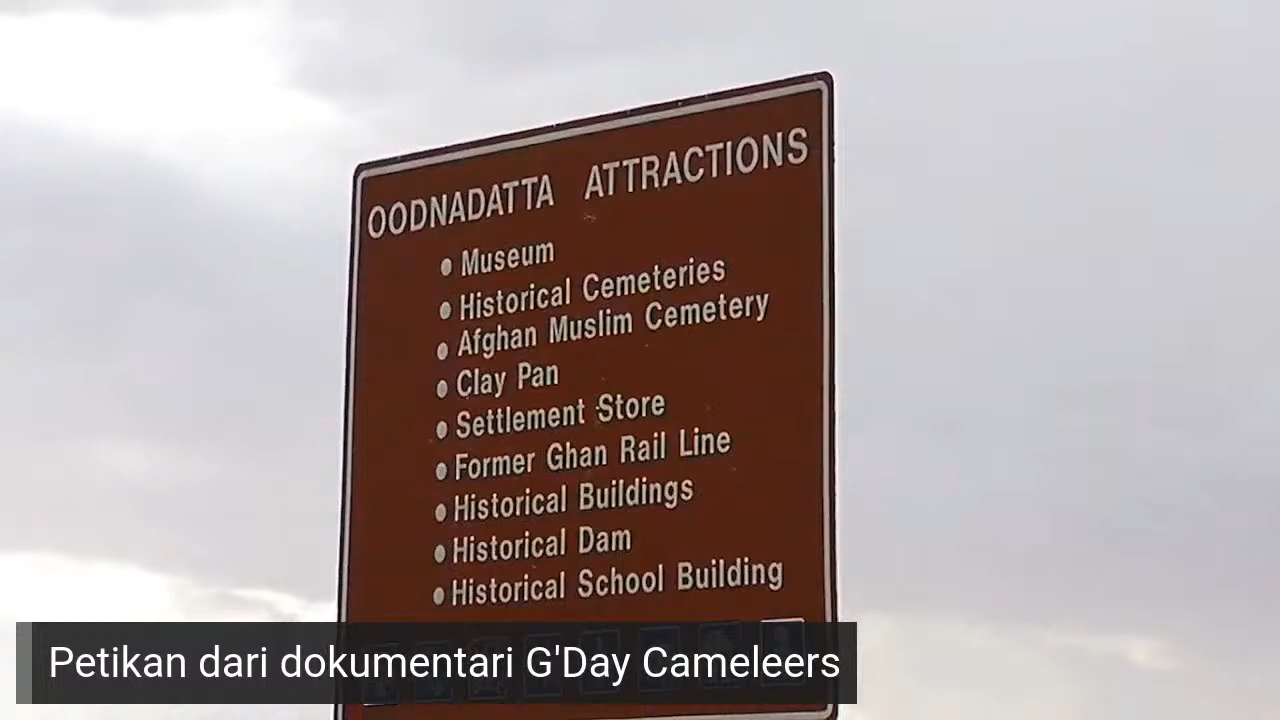 OODNADATTA ATTRACTIONS
• Museum
• Historical Cemeteries
• Afghan Muslim Cemetery
• Clay Pan
• Settlement Store
• Former Ghan Rail Line
• Historical Buildings
• Historical Dam
• Historical School Building
Petikan dari dokumentari G'Day Cameleers